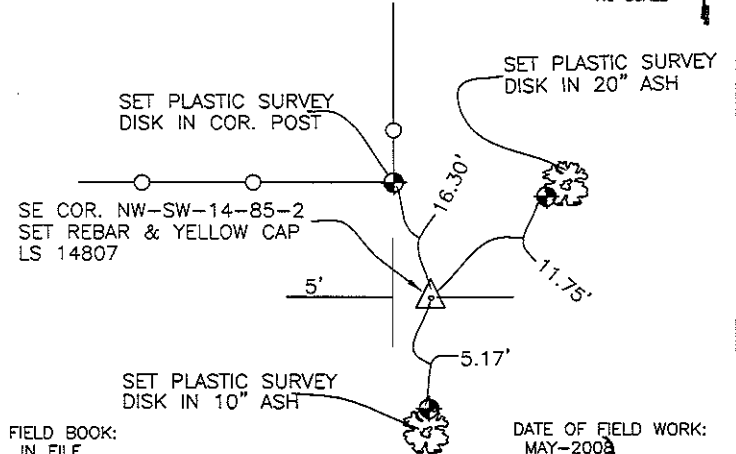 SET PLASTIC SURVEY
DISK IN 20" ASH
SET PLASTIC SURVEY
DISK IN COR. POST
16.30'
SE COR. NW-SW-14-85-2
SET REBAR & YELLOW CAP
LS 14807
11.75'
5'
5.17'
SET PLASTIC SURVEY
DISK IN 10" ASH
FIELD BOOK:
IN FILE
DATE OF FIELD WORK:
MAY-2008